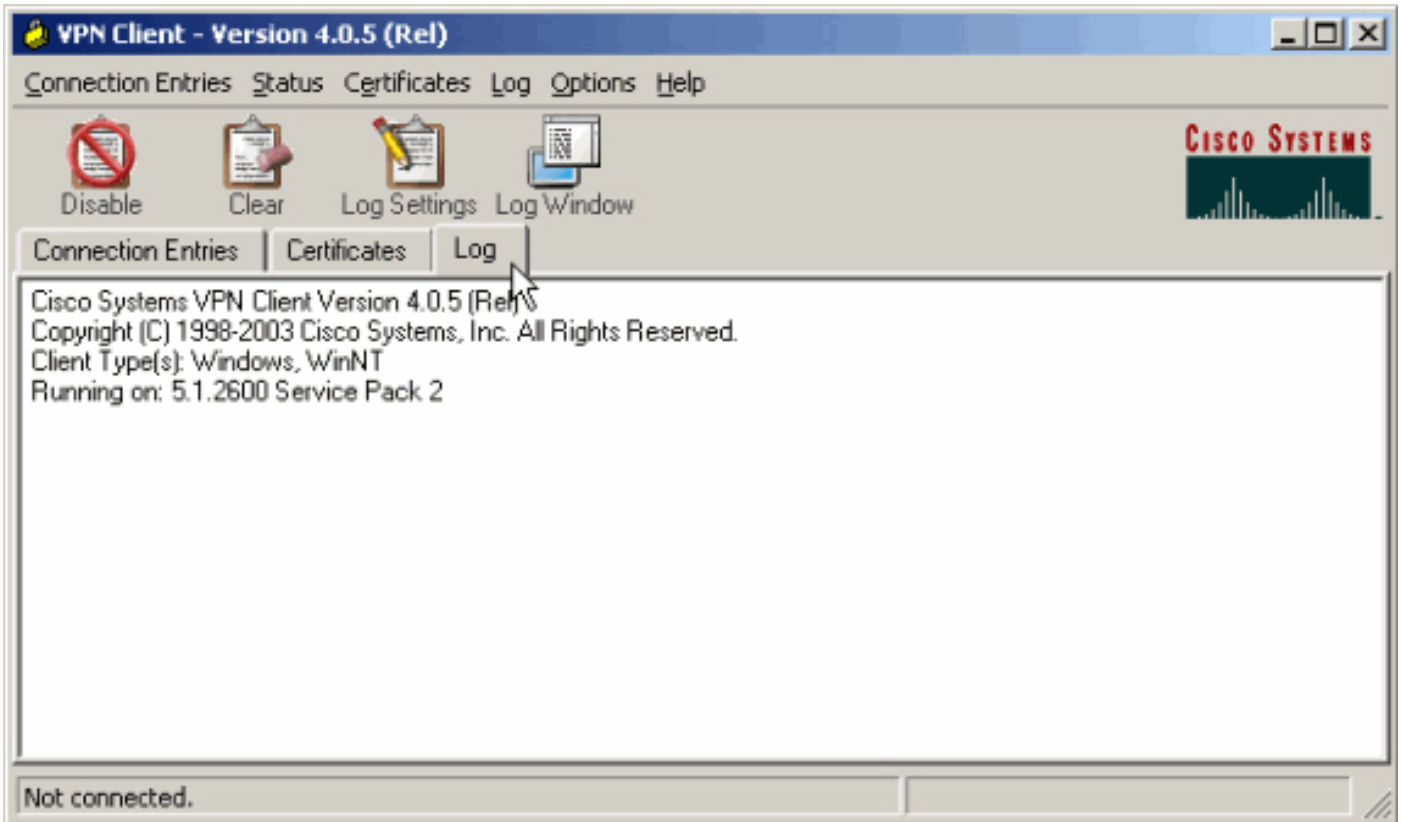 VPN Client - Version 4.0.5 (Rel)
Connection Entries Status Certificates Log Options Help
Disable Clear Log Settings Log Window
CISCO SYSTEMS
Connection Entries Certificates Log
Cisco Systems VPN Client Version 4.0.5 (Rel)
Copyright (C) 1998-2003 Cisco Systems, Inc. All Rights Reserved.
Client Type(s): Windows, WinNT
Running on: 5.1.2600 Service Pack 2
Not connected.